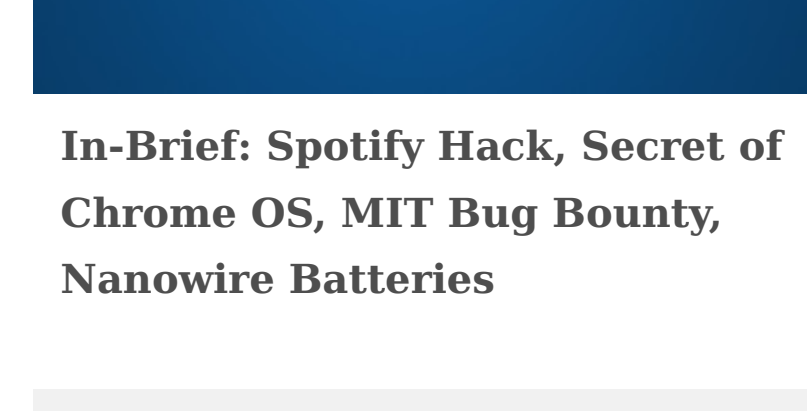 In-Brief: Spotify Hack, Secret of
Chrome OS, MIT Bug Bounty,
Nanowire Batteries